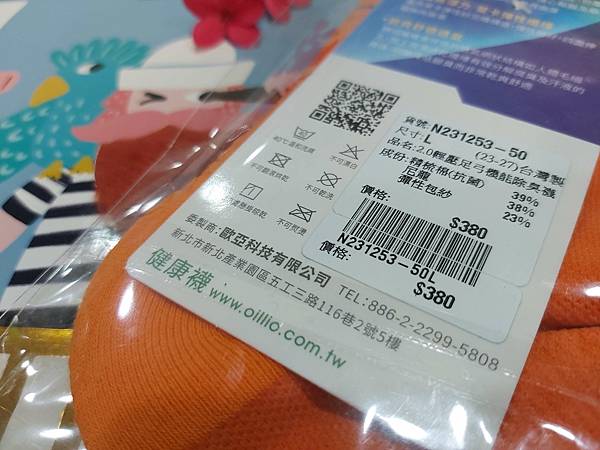 貨號:N231253-50
尺寸:L (23-27)台灣製
品名:2.0輕壓足弓機能除臭襪
成份:精梳棉(抗菌) 39%
尼龍 38%
彈性包紗 23%
價格:
$380
N231253-50L
價格:
$380
不可漂白
不可乾洗
不可熨燙
委製商:歐亞科技有限公司
新北市新北產業園區五工三路116巷2號5樓
TEL:886-2-2299-5808
健康襪 www.oillio.com.tw